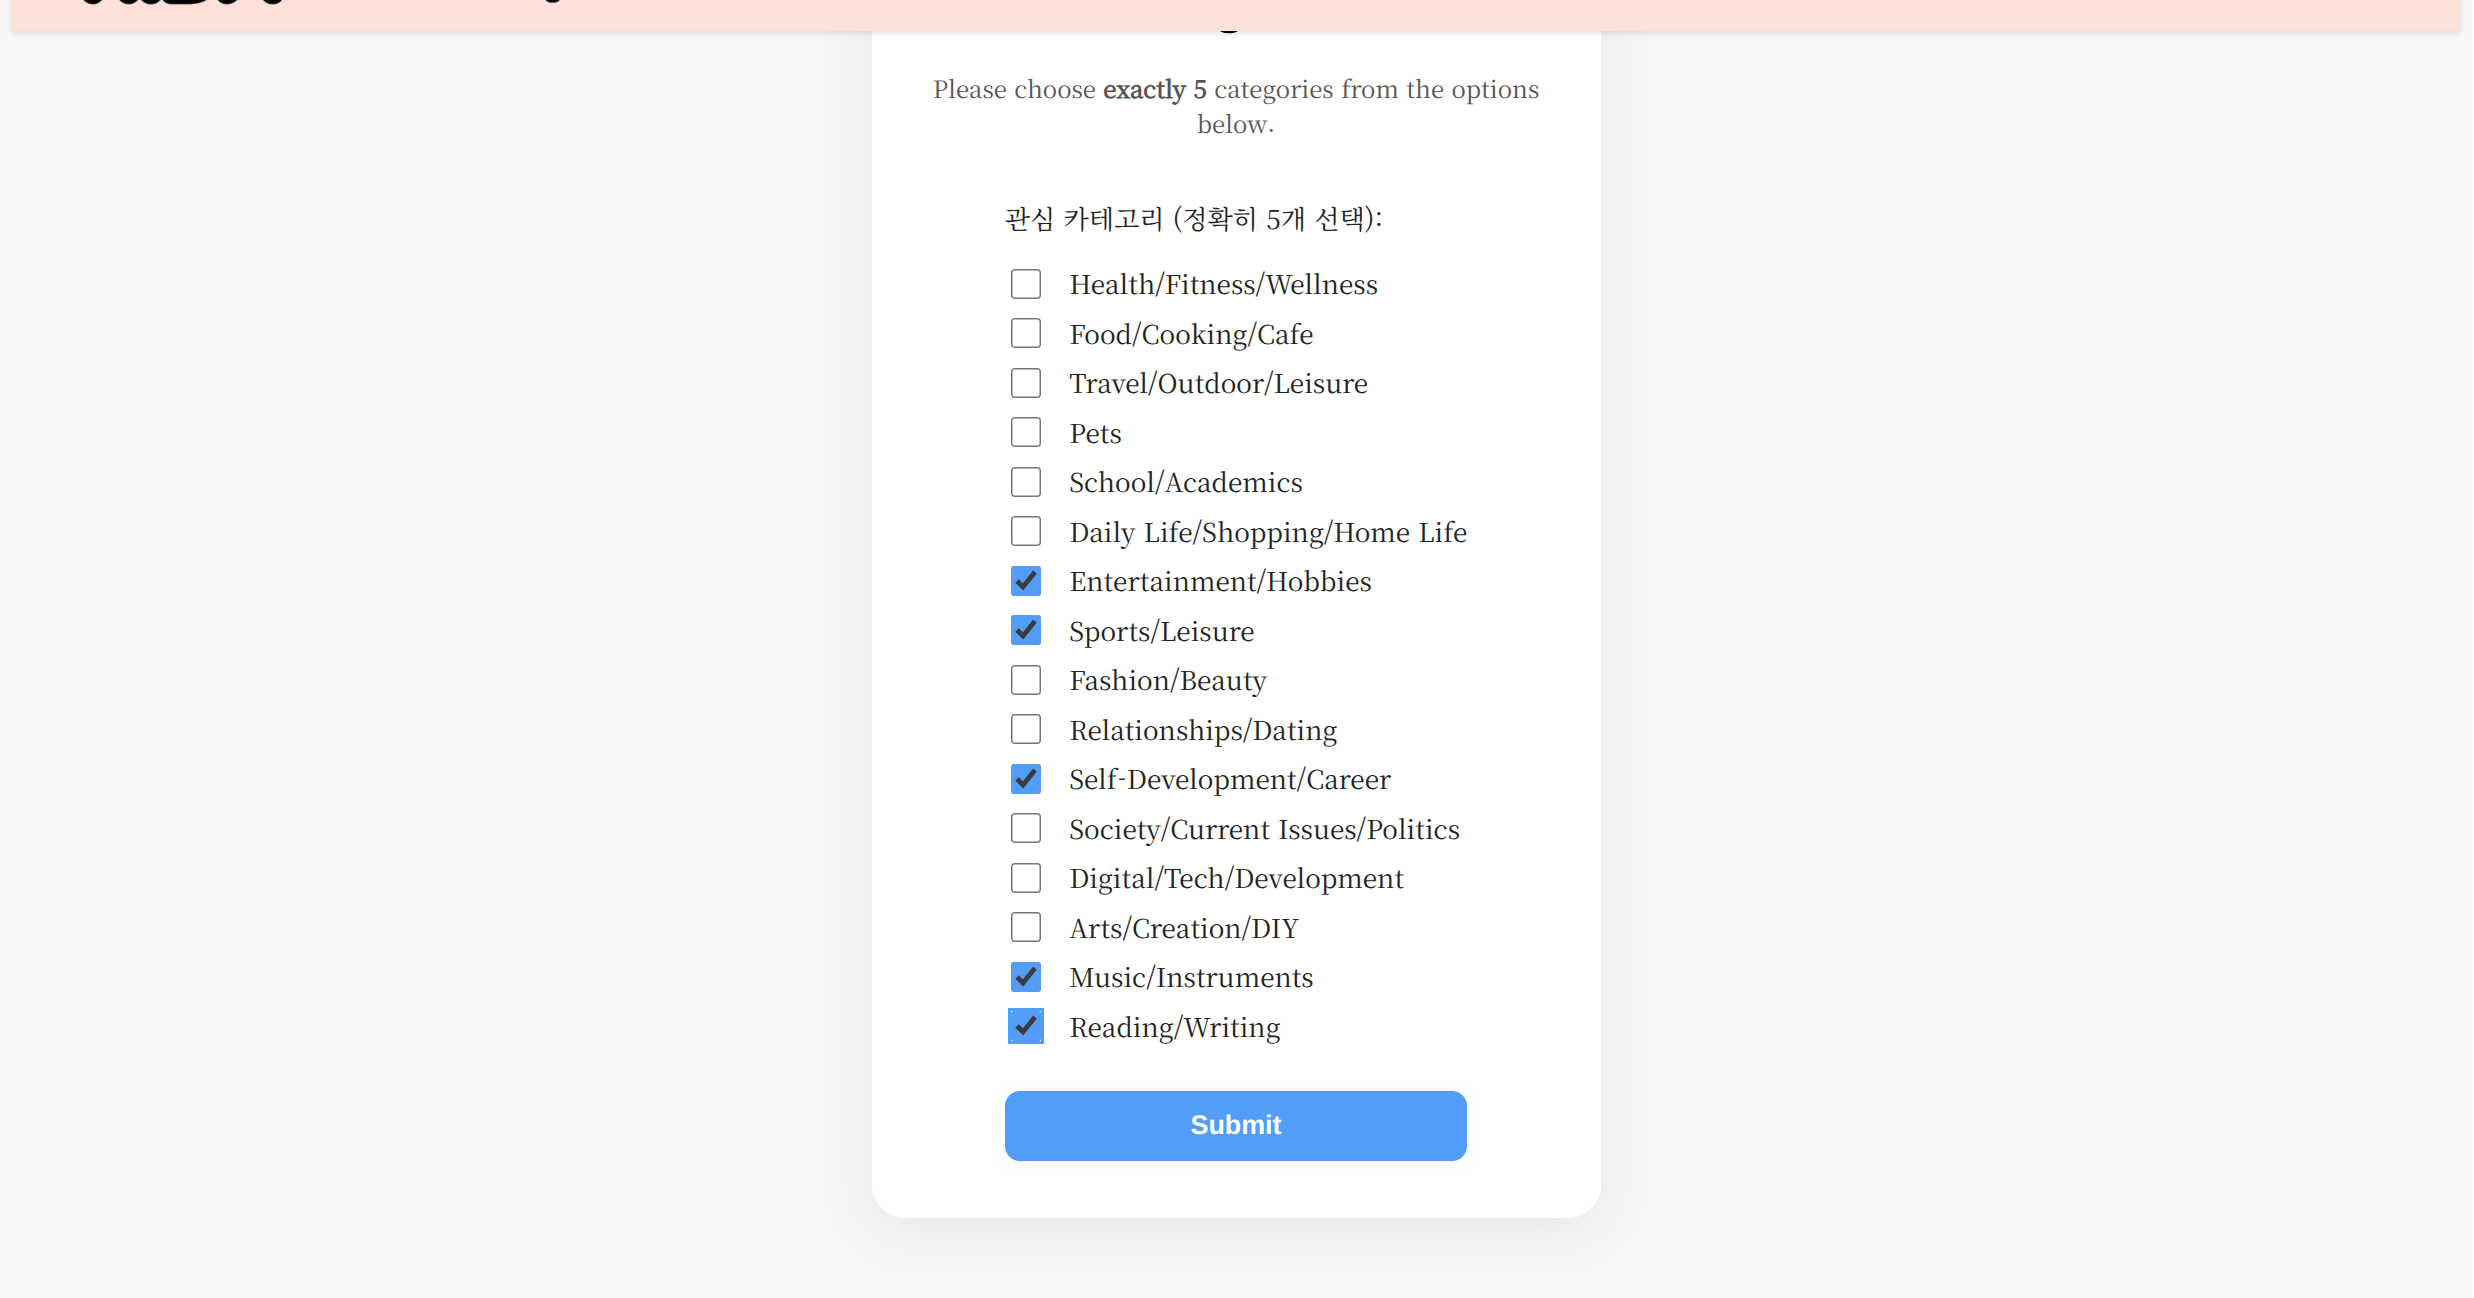 Please choose exactly 5 categories from the options
below.
관심 카테고리 (정확히 5개 선택):
Health/Fitness/Wellness
Food/Cooking/Cafe
Travel/Outdoor/Leisure
Pets
School/Academics
Daily Life/Shopping/Home Life
Entertainment/Hobbies
Sports/Leisure
Fashion/Beauty
Relationships/Dating
Self-Development/Career
Society/Current Issues/Politics
Digital/Tech/Development
Arts/Creation/DIY
Music/Instruments
Reading/Writing
Submit